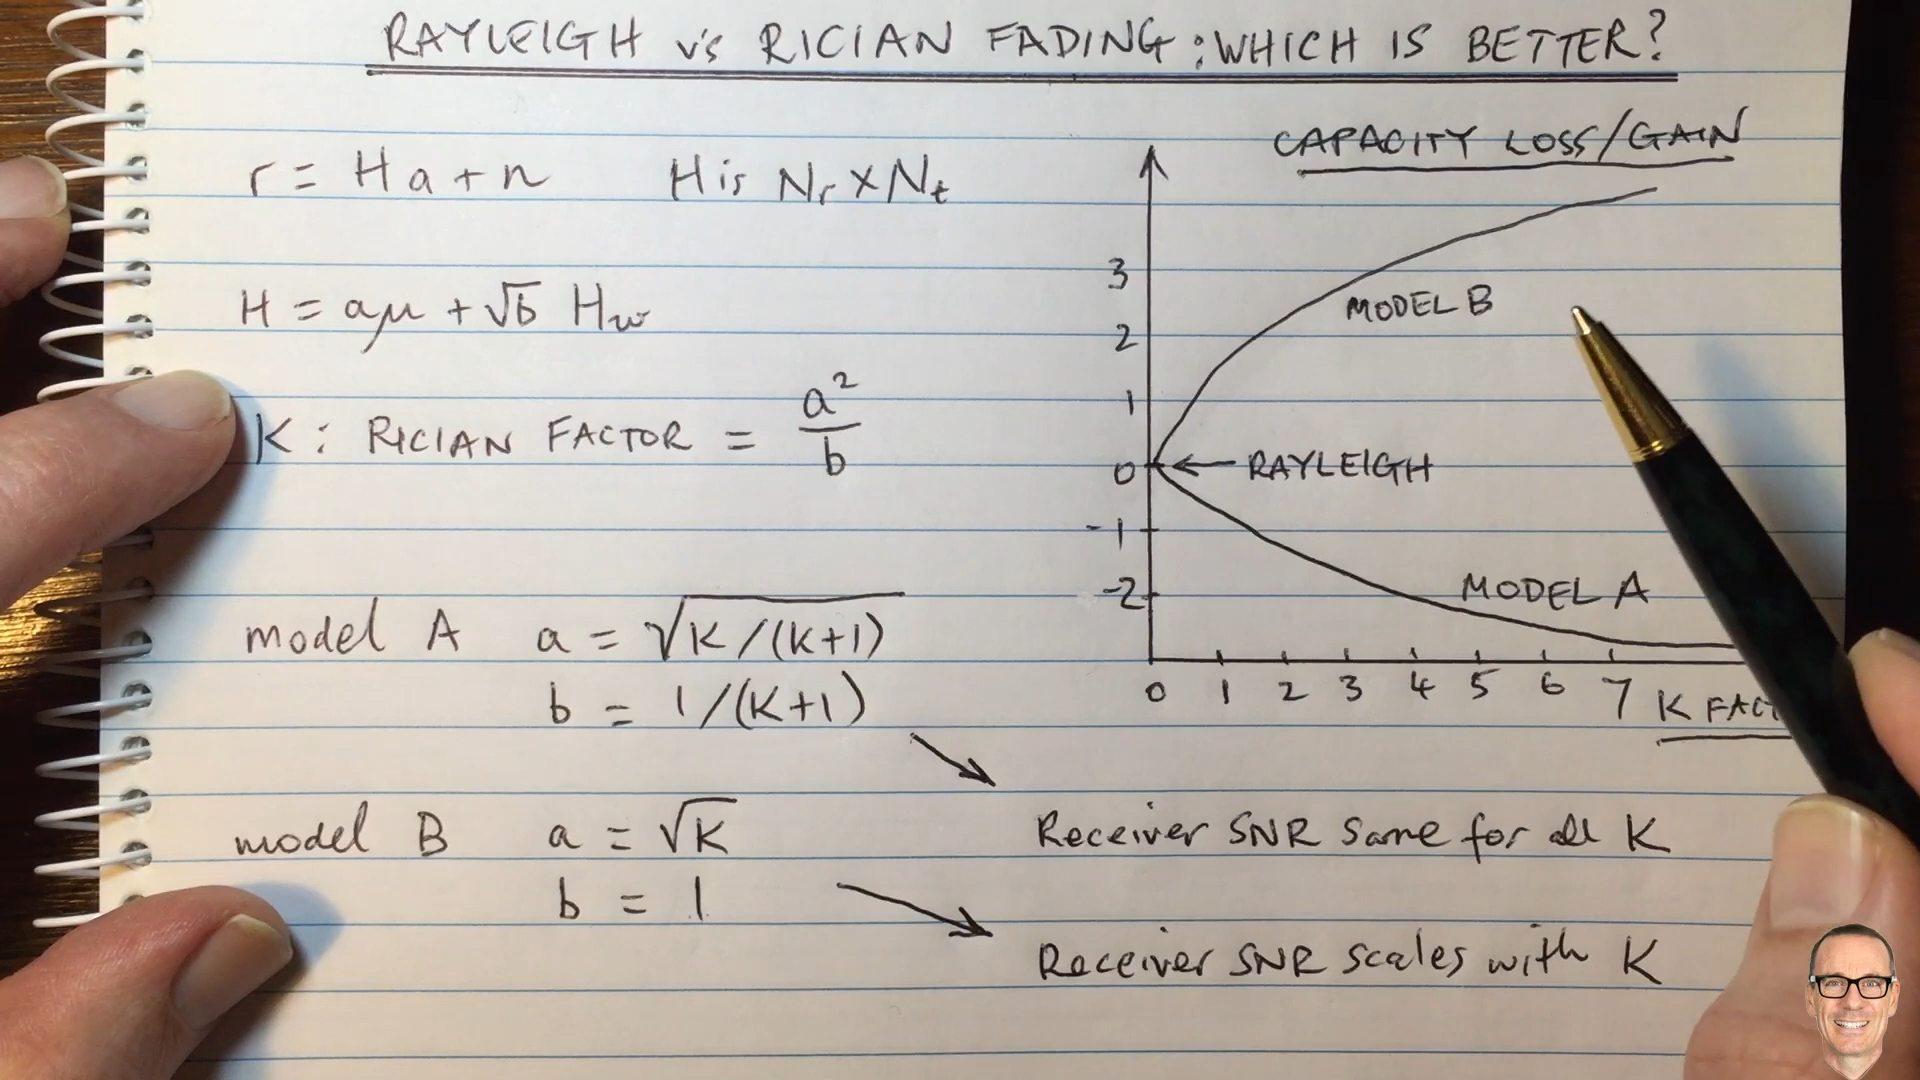 RAYLEIGH v's RICIAN FADING: WHICH IS BETTER?
r = Ha + n    H is Nr × Nt
H = aμ + √b Hw
K: RICIAN FACTOR = a²/b
model A    a = √K/(K+1)
b = 1/(K+1)
model B    a = √K
b = 1
CAPACITY LOSS/GAIN
3
MODEL B
2
1
0 ← RAYLEIGH
-1
-2
MODEL A
0 1 2 3 4 5 6 7
K
Receiver SNR same for all K
Receiver SNR scales with K